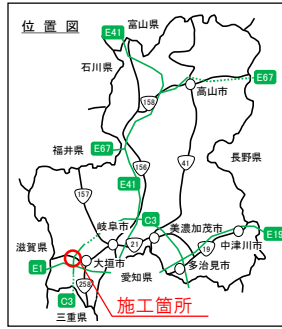 位置図
富山県
E41
石川県
E67
158
高山市
福井県
E67
長野県
156
41
157
E41
岐阜市
C3
美濃加茂市
E19
滋賀県
21
19
中津川市
大垣市
E1
愛知県
多治見市
258
C3
施工箇所
三重県